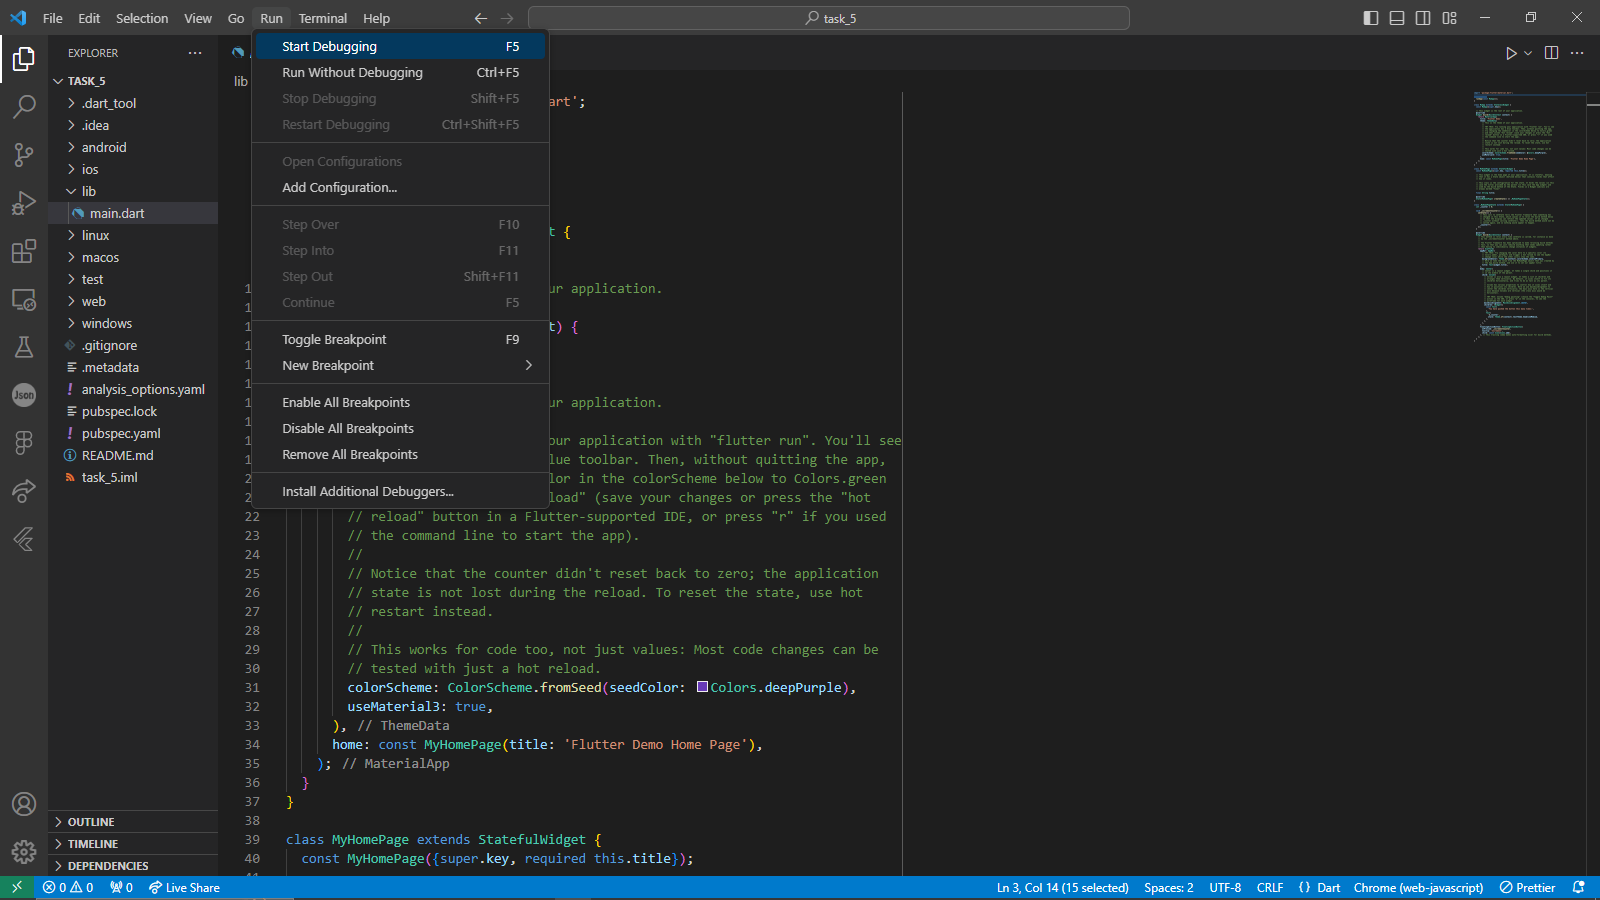 File Edit Selection View Go Run Terminal Help
task_5
EXPLORER
TASK_5
.dart_tool
.idea
android
ios
lib
main.dart
linux
macos
test
web
windows
.gitignore
.metadata
! analysis_options.yaml
pubspec.lock
! pubspec.yaml
README.md
task_5.iml
OUTLINE
TIMELINE
DEPENDENCIES
Json
Start Debugging F5
Run Without Debugging Ctrl+F5
Stop Debugging Shift+F5
Restart Debugging Ctrl+Shift+F5
Open Configurations
Add Configuration...
Step Over F10
Step Into F11
Step Out Shift+F11
Continue F5
Toggle Breakpoint F9
New Breakpoint
Enable All Breakpoints
Disable All Breakpoints
Remove All Breakpoints
Install Additional Debuggers...
lib
art';
t {
ur application.
t) {
ur application.
our application with "flutter run". You'll see
lue toolbar. Then, without quitting the app,
lor in the colorScheme below to Colors.green
load" (save your changes or press the "hot
22 // reload" button in a Flutter-supported IDE, or press "r" if you used
23 // the command line to start the app).
24 //
25 // Notice that the counter didn't reset back to zero; the application
26 // state is not lost during the reload. To reset the state, use hot
27 // restart instead.
28 //
29 // This works for code too, not just values: Most code changes can be
30 // tested with just a hot reload.
31 colorScheme: ColorScheme.fromSeed(seedColor: Colors.deepPurple),
32 useMaterial3: true,
33 ), // ThemeData
34 home: const MyHomePage(title: 'Flutter Demo Home Page'),
35 ); // MaterialApp
36 }
37 }
38
39 class MyHomePage extends StatefulWidget {
40 const MyHomePage({super.key, required this.title});
0 0 0 Live Share Ln 3, Col 14 (15 selected) Spaces: 2 UTF-8 CRLF {} Dart Chrome (web-javascript) Prettier